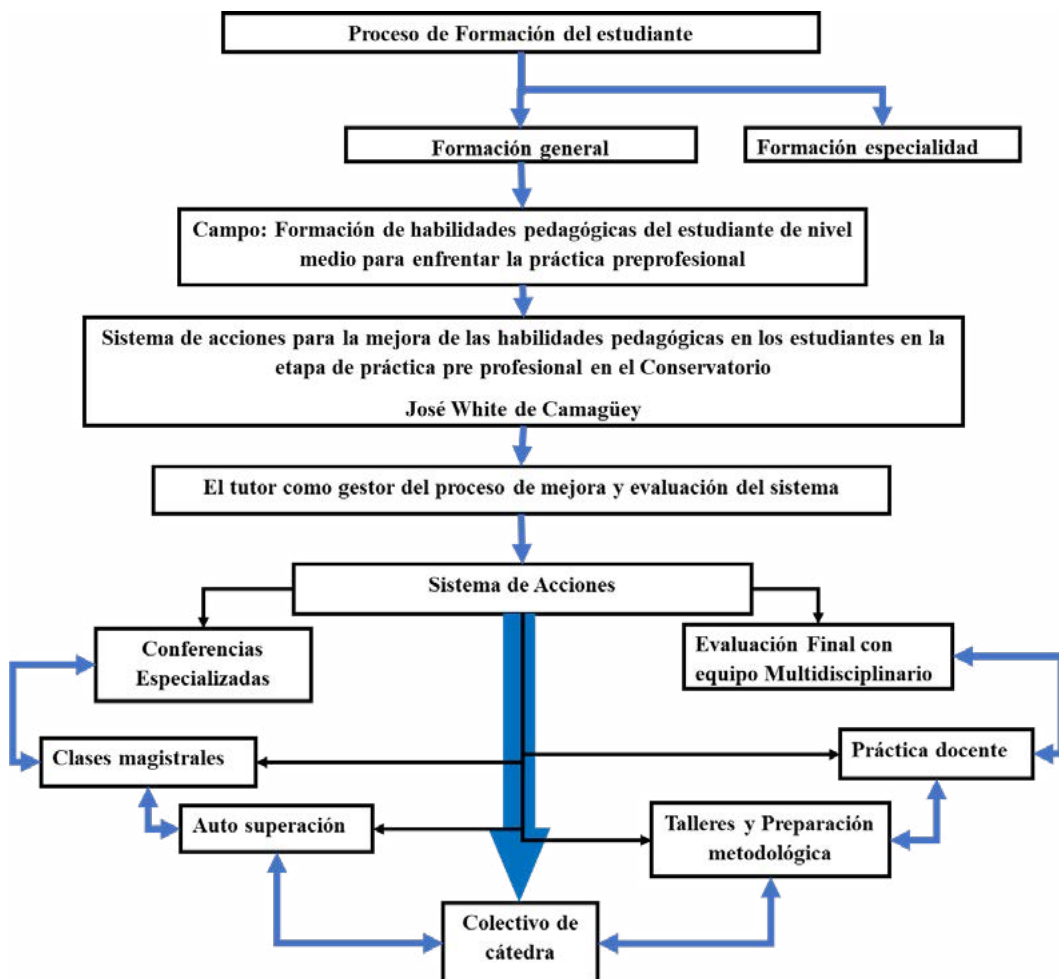 Proceso de Formación del estudiante
Formación general
Formación especialidad
Campo: Formación de habilidades pedagógicas del estudiante de nivel
medio para enfrentar la práctica preprofesional
Sistema de acciones para la mejora de las habilidades pedagógicas en los estudiantes en la
etapa de práctica pre profesional en el Conservatorio
José White de Camagüey
El tutor como gestor del proceso de mejora y evaluación del sistema
Sistema de Acciones
Conferencias
Especializadas
Evaluación Final con
equipo Multidisciplinario
Clases magistrales
Práctica docente
Auto superación
Talleres y Preparación
metodológica
Colectivo de
cátedra